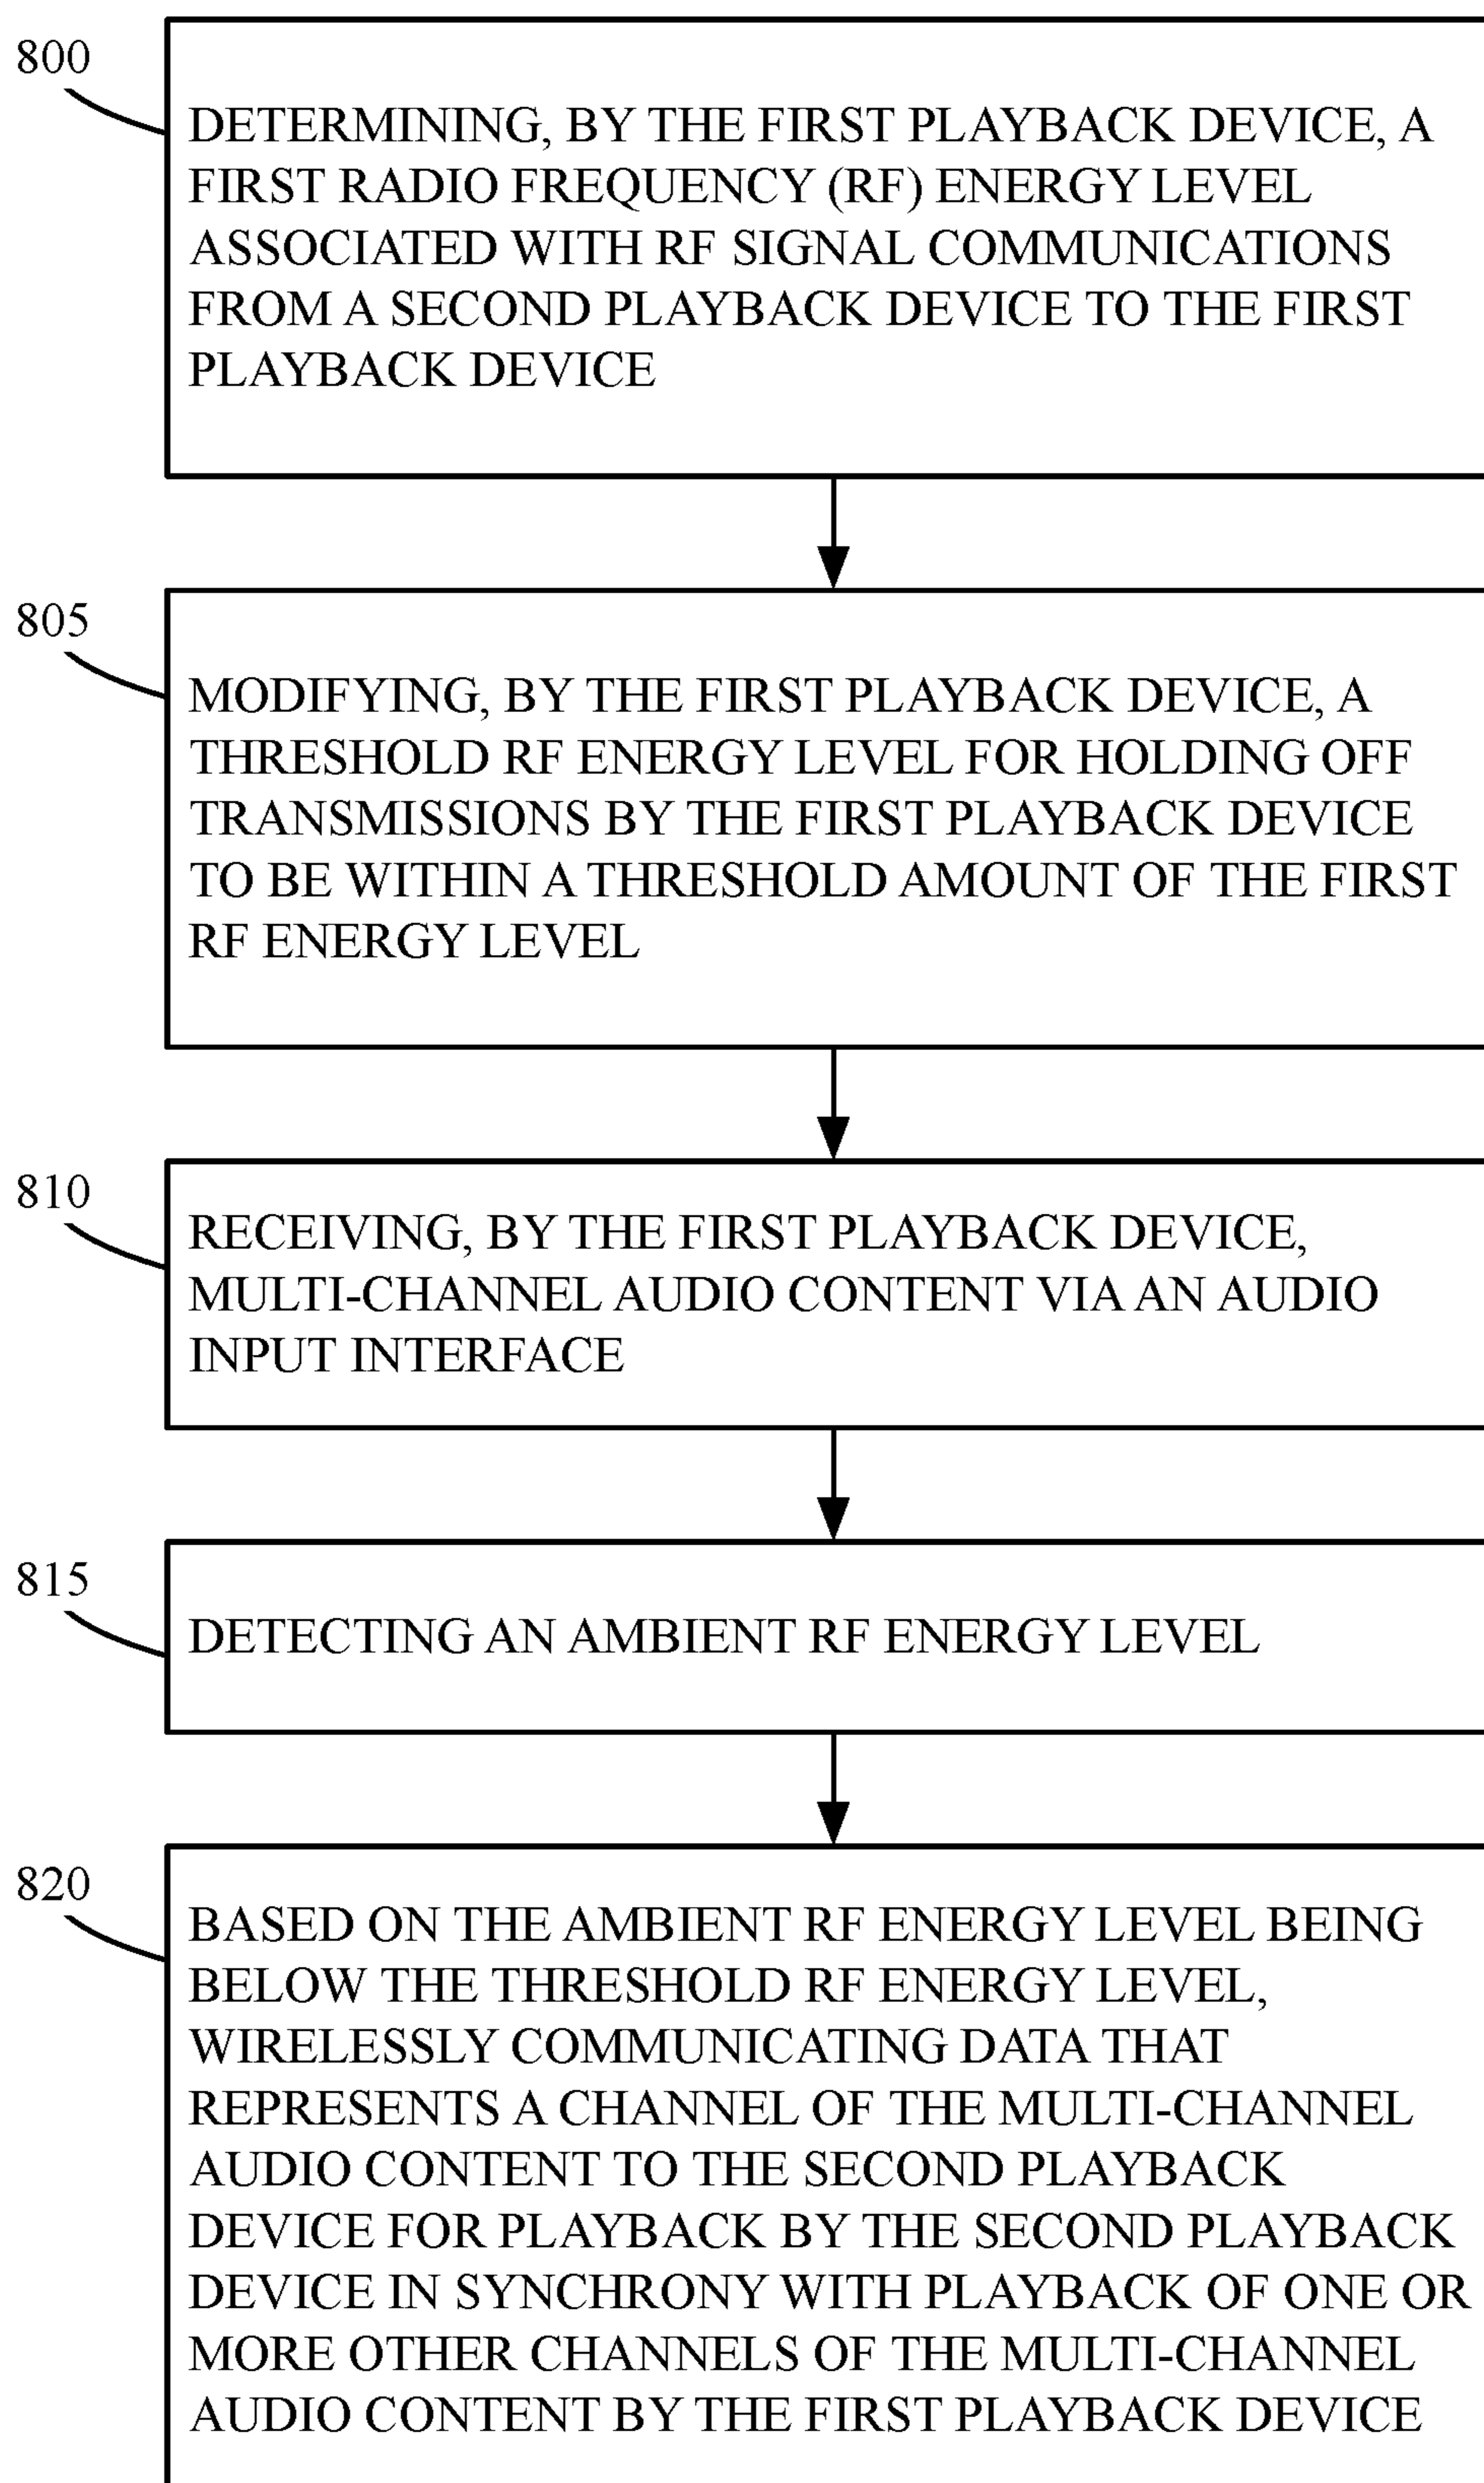 800
DETERMINING, BY THE FIRST PLAYBACK DEVICE, A
FIRST RADIO FREQUENCY (RF) ENERGY LEVEL
ASSOCIATED WITH RF SIGNAL COMMUNICATIONS
FROM A SECOND PLAYBACK DEVICE TO THE FIRST
PLAYBACK DEVICE
805
MODIFYING, BY THE FIRST PLAYBACK DEVICE, A
THRESHOLD RF ENERGY LEVEL FOR HOLDING OFF
TRANSMISSIONS BY THE FIRST PLAYBACK DEVICE
TO BE WITHIN A THRESHOLD AMOUNT OF THE FIRST
RF ENERGY LEVEL
810
RECEIVING, BY THE FIRST PLAYBACK DEVICE,
MULTI-CHANNEL AUDIO CONTENT VIA AN AUDIO
INPUT INTERFACE
815
DETECTING AN AMBIENT RF ENERGY LEVEL
820
BASED ON THE AMBIENT RF ENERGY LEVEL BEING
BELOW THE THRESHOLD RF ENERGY LEVEL,
WIRELESSLY COMMUNICATING DATA THAT
REPRESENTS A CHANNEL OF THE MULTI-CHANNEL
AUDIO CONTENT TO THE SECOND PLAYBACK
DEVICE FOR PLAYBACK BY THE SECOND PLAYBACK
DEVICE IN SYNCHRONY WITH PLAYBACK OF ONE OR
MORE OTHER CHANNELS OF THE MULTI-CHANNEL
AUDIO CONTENT BY THE FIRST PLAYBACK DEVICE